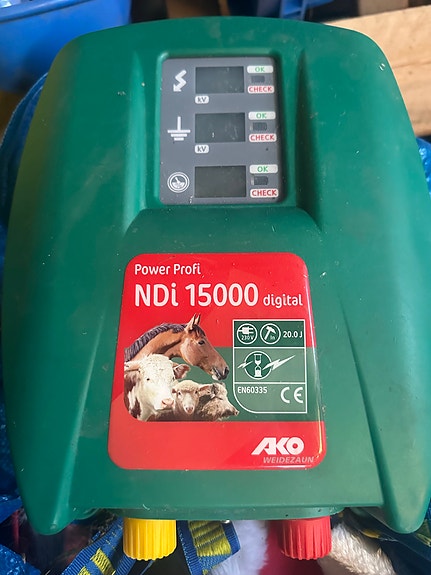 OK
kV
CHECK
OK
kV
CHECK
OK
CHECK
Power Profi
NDi 15000 digital
230 V
In
20.0 J
EN60335
CE
AKO
WEIDEZAUN